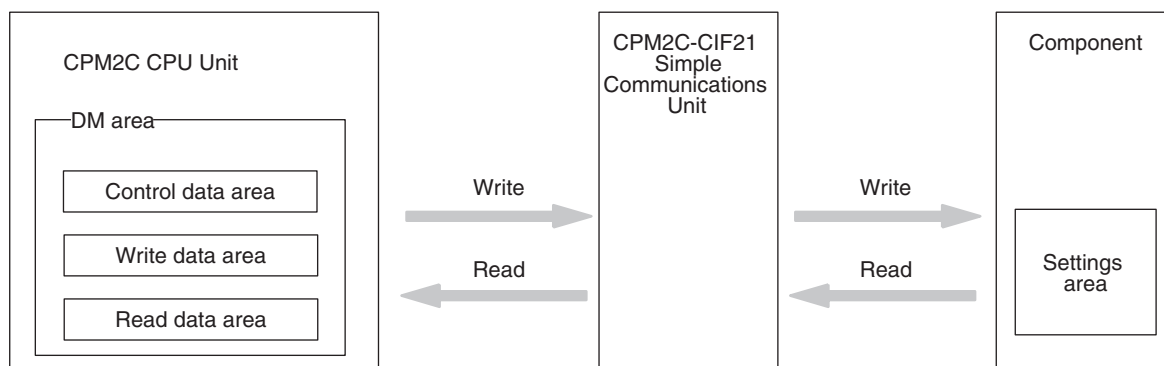 CPM2C CPU Unit
DM area
Control data area
Write data area
Read data area
Write
Read
CPM2C-CIF21
Simple
Communications
Unit
Write
Read
Component
Settings
area